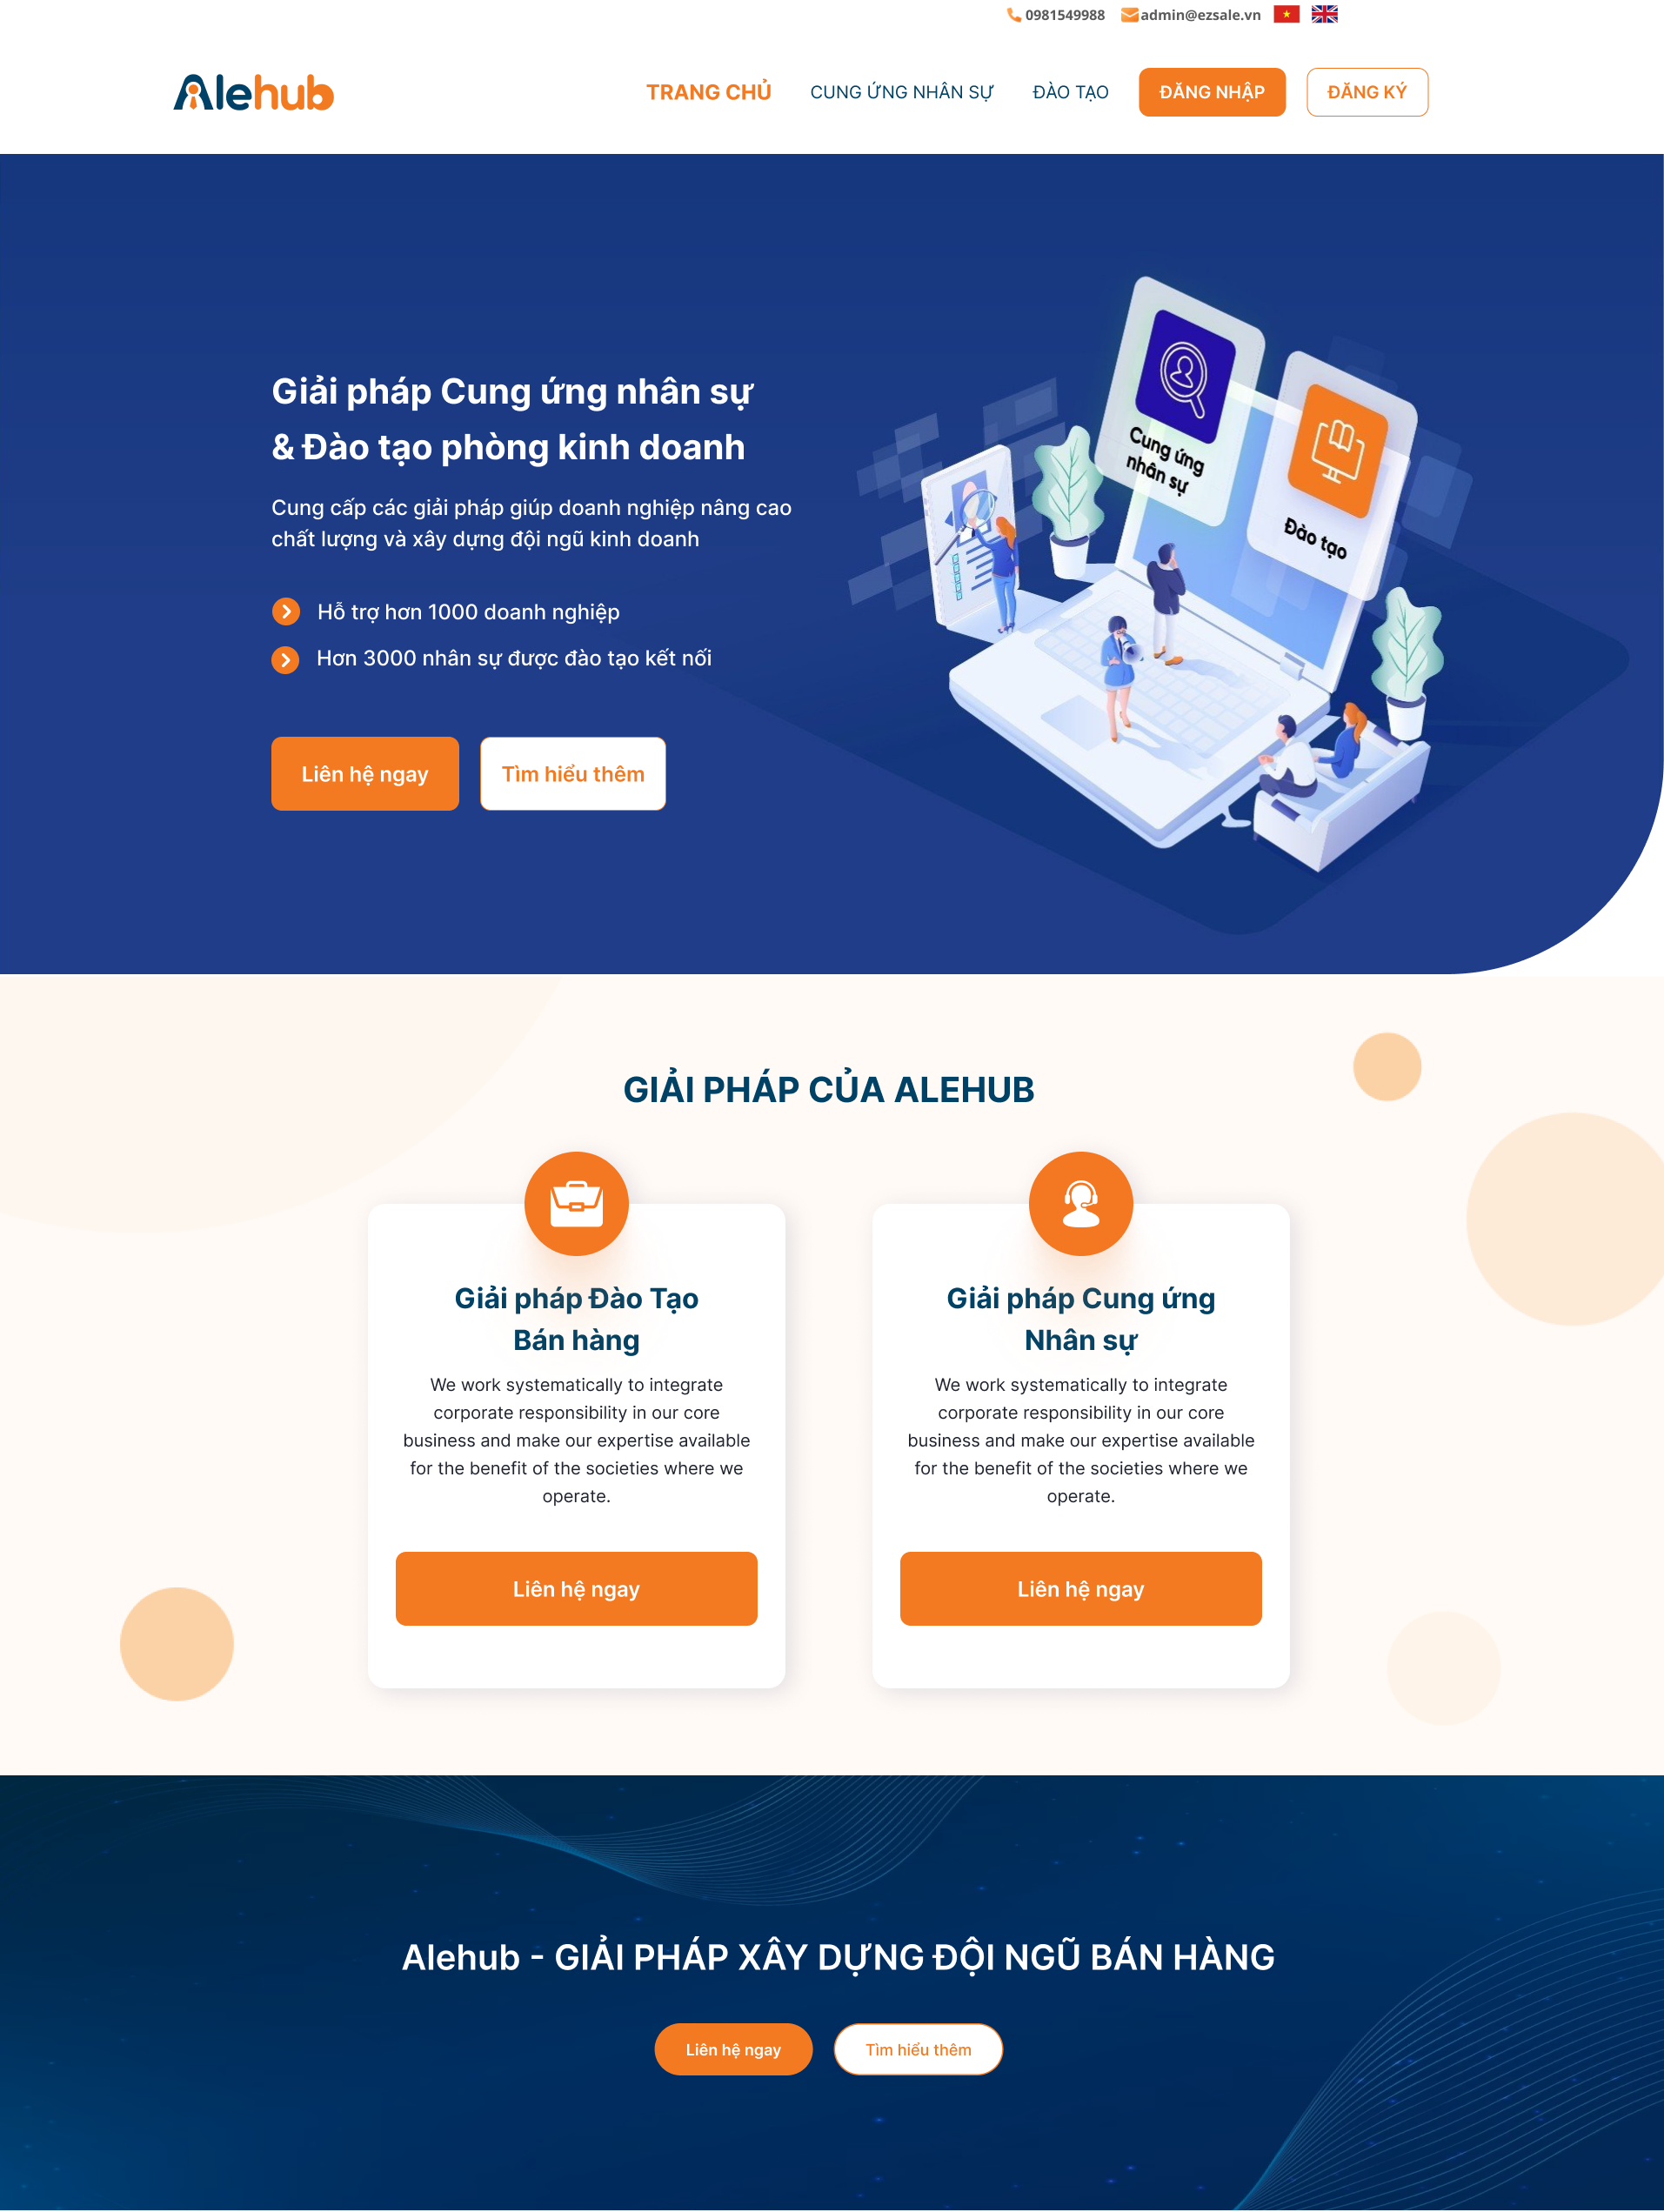 0981549988 admin@ezsale.vn
Alehub TRANG CHỦ CUNG ỨNG NHÂN SỰ ĐÀO TẠO ĐĂNG NHẬP ĐĂNG KÝ
Giải pháp Cung ứng nhân sự
& Đào tạo phòng kinh doanh
Cung cấp các giải pháp giúp doanh nghiệp nâng cao
chất lượng và xây dựng đội ngũ kinh doanh
Hỗ trợ hơn 1000 doanh nghiệp
Hơn 3000 nhân sự được đào tạo kết nối
Liên hệ ngay Tìm hiểu thêm
Cung ứng
nhân sự
Đào tạo
GIẢI PHÁP CỦA ALEHUB
Giải pháp Đào Tạo
Bán hàng
We work systematically to integrate
corporate responsibility in our core
business and make our expertise available
for the benefit of the societies where we
operate.
Liên hệ ngay
Giải pháp Cung ứng
Nhân sự
We work systematically to integrate
corporate responsibility in our core
business and make our expertise available
for the benefit of the societies where we
operate.
Liên hệ ngay
Alehub - GIẢI PHÁP XÂY DỰNG ĐỘI NGŨ BÁN HÀNG
Liên hệ ngay Tìm hiểu thêm